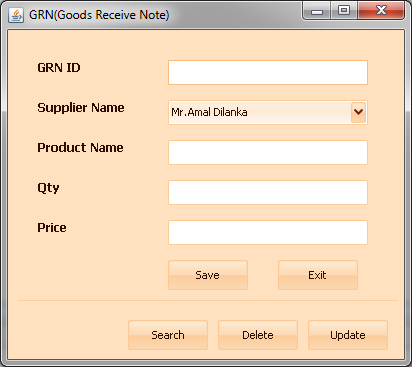 GRN(Goods Receive Note)
GRN ID
Supplier Name
Mr.Amal Dilanka
Product Name
Qty
Price
Save Exit
Search Delete Update